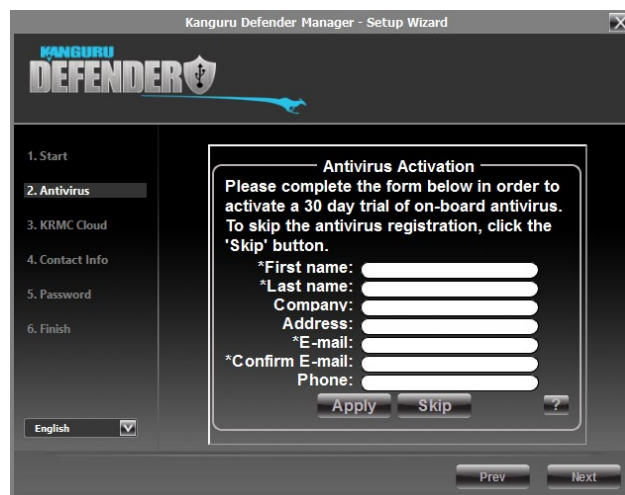 Kanguru Defender Manager - Setup Wizard
X
KANGURU
DEFENDER
1. Start
2. Antivirus
3. KRMC Cloud
4. Contact Info
5. Password
6. Finish
English
Antivirus Activation
Please complete the form below in order to
activate a 30 day trial of on-board antivirus.
To skip the antivirus registration, click the
'Skip' button.
*First name:
*Last name:
Company:
Address:
*E-mail:
*Confirm E-mail:
Phone:
Apply Skip ?
Prev Next